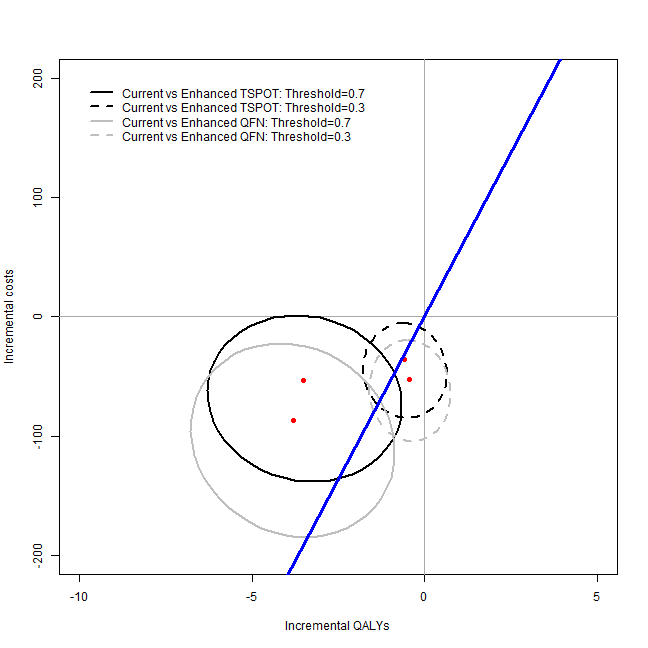 Current vs Enhanced TSPOT: Threshold=0.7
Current vs Enhanced TSPOT: Threshold=0.3
Current vs Enhanced QFN: Threshold=0.7
Current vs Enhanced QFN: Threshold=0.3
Incremental costs
200
100
0
-100
-200
-10 -5 0 5
Incremental QALYs